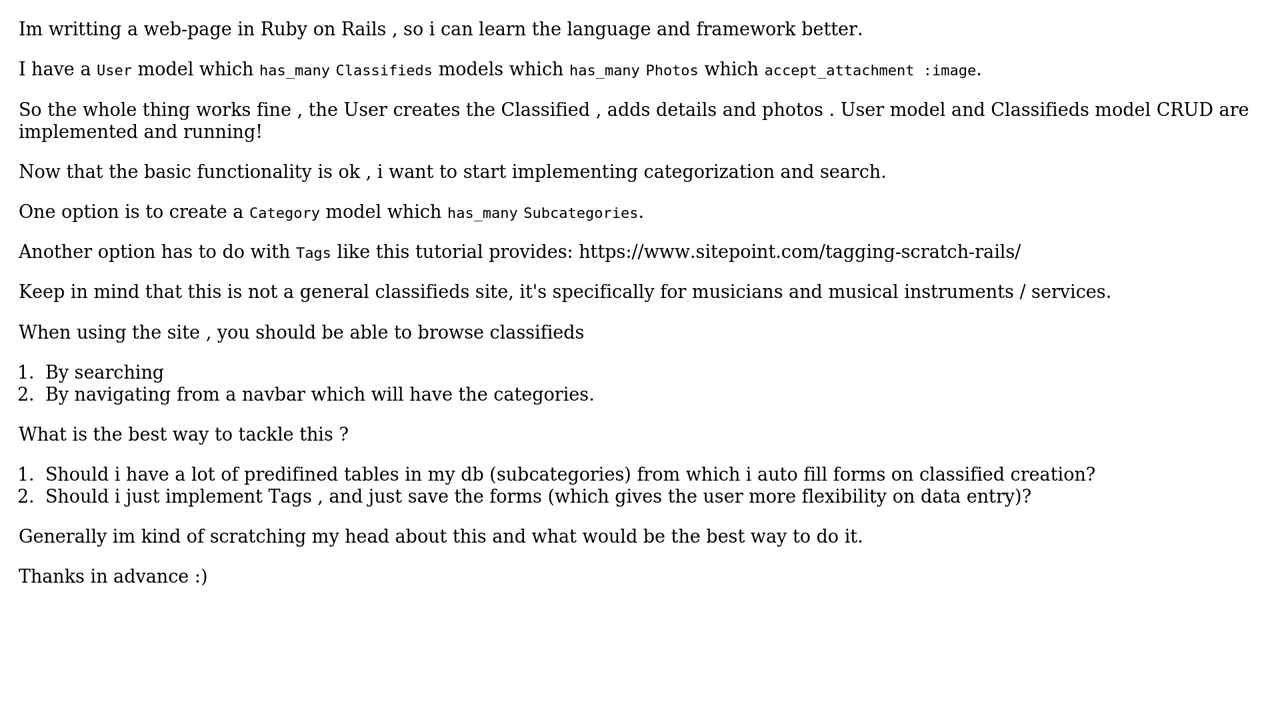 Im writting a web-page in Ruby on Rails , so i can learn the language and framework better.
I have a User model which has_many Classifieds models which has_many Photos which accept_attachment :image.
So the whole thing works fine , the User creates the Classified , adds details and photos . User model and Classifieds model CRUD are
implemented and running!
Now that the basic functionality is ok , i want to start implementing categorization and search.
One option is to create a Category model which has_many Subcategories.
Another option has to do with Tags like this tutorial provides: https://www.sitepoint.com/tagging-scratch-rails/
Keep in mind that this is not a general classifieds site, it's specifically for musicians and musical instruments / services.
When using the site , you should be able to browse classifieds
1. By searching
2. By navigating from a navbar which will have the categories.
What is the best way to tackle this ?
1. Should i have a lot of predifined tables in my db (subcategories) from which i auto fill forms on classified creation?
2. Should i just implement Tags , and just save the forms (which gives the user more flexibility on data entry)?
Generally im kind of scratching my head about this and what would be the best way to do it.
Thanks in advance :)